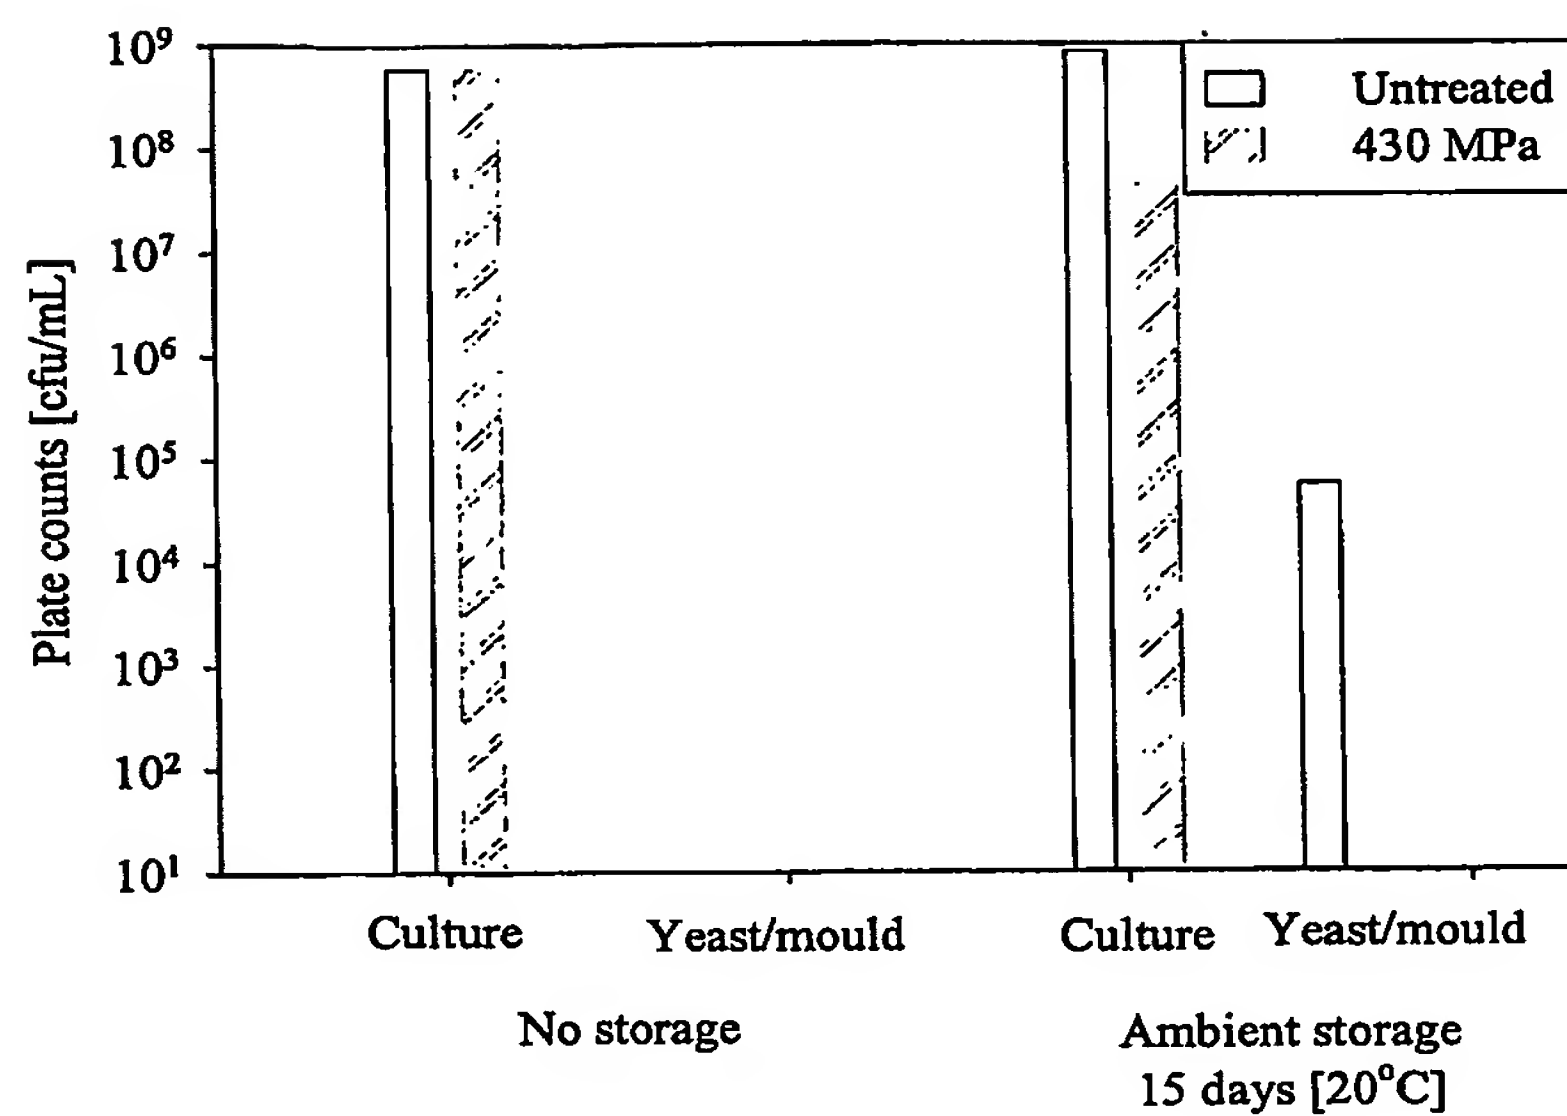 Plate counts [cfu/mL]
10⁹
10⁸
10⁷
10⁶
10⁵
10⁴
10³
10²
10¹
Untreated
430 MPa
Culture Yeast/mould Culture Yeast/mould
No storage Ambient storage
15 days [20°C]